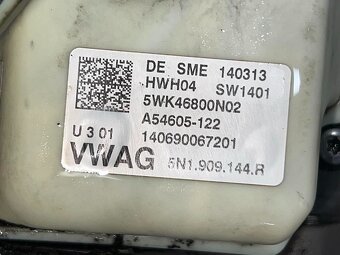 DE SME 140313
HWH04 SW1401
5WK46800N02
A54605-122
140690067201
U 3 01
VWAG 5N1.909.144.R